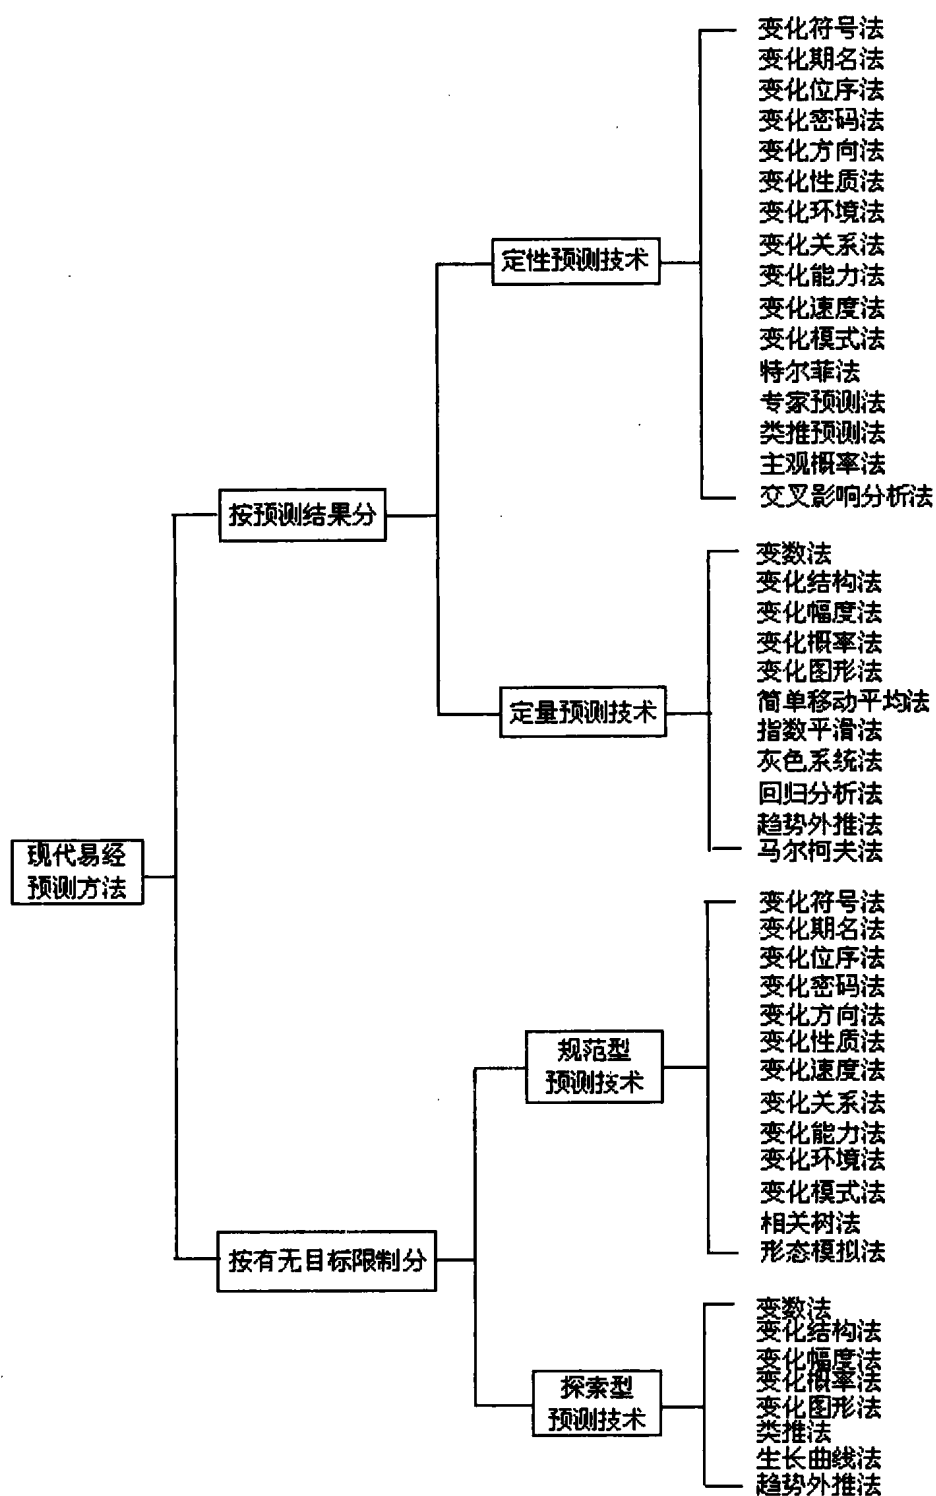 现代易经
预测方法
按预测结果分
定性预测技术
变化符号法
变化期名法
变化位序法
变化密码法
变化方向法
变化性质法
变化环境法
变化关系法
变化能力法
变化速度法
变化模式法
特尔菲法
专家预测法
类推预测法
主观概率法
交叉影响分析法
定量预测技术
变数法
变化结构法
变化幅度法
变化概率法
变化图形法
简单移动平均法
指数平滑法
灰色系统法
回归分析法
趋势外推法
马尔柯夫法
按有无目标限制分
规范型
预测技术
变化符号法
变化期名法
变化位序法
变化密码法
变化方向法
变化性质法
变化速度法
变化关系法
变化能力法
变化环境法
变化模式法
相关树法
形态模拟法
探索型
预测技术
变数法
变化结构法
变化幅度法
变化概率法
变化图形法
类推法
生长曲线法
趋势外推法